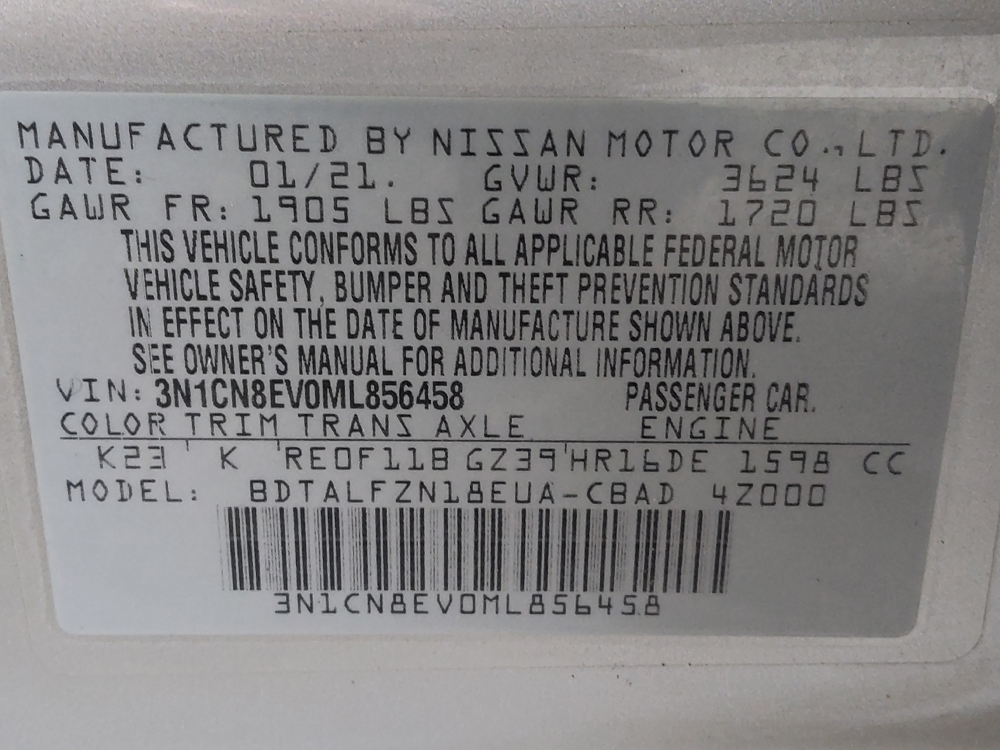 MANUFACTURED BY NISSAN MOTOR CO., LTD.
DATE: 01/21. GVWR: 3624 LBS
GAWR FR: 1905 LBS GAWR RR: 1720 LBS
THIS VEHICLE CONFORMS TO ALL APPLICABLE FEDERAL MOTOR
VEHICLE SAFETY, BUMPER AND THEFT PREVENTION STANDARDS
IN EFFECT ON THE DATE OF MANUFACTURE SHOWN ABOVE.
SEE OWNER'S MANUAL FOR ADDITIONAL INFORMATION.
VIN: 3N1CN8EV0ML856458 PASSENGER CAR.
COLOR TRIM TRANS AXLE ENGINE
K23 K RE0F11B GZ39 HR16DE 1598 CC
MODEL: BDTALFZN18EUA-CBAD 4Z000
3N1CN8EV0ML856458